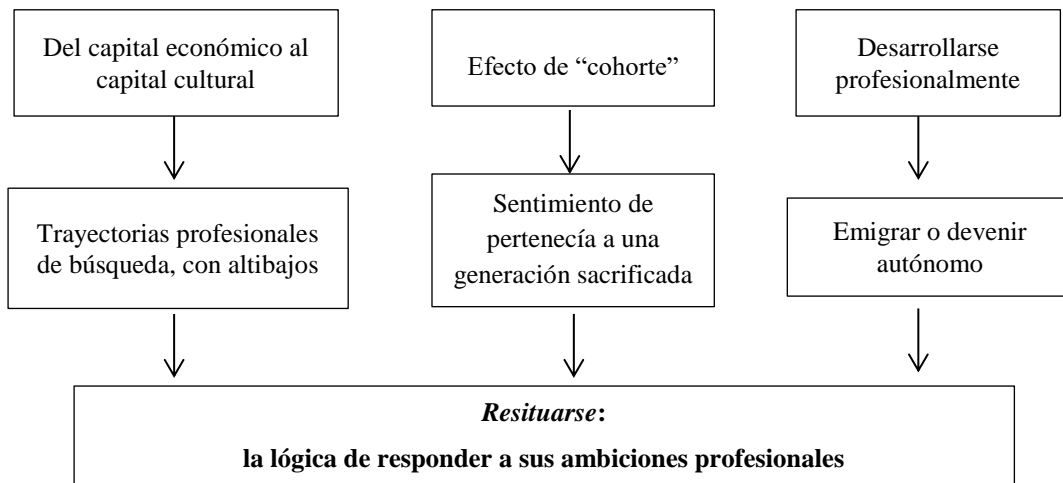 Del capital económico al
capital cultural
Efecto de “cohorte”
Desarrollarse
profesionalmente
Trayectorias profesionales
de búsqueda, con altibajos
Sentimiento de
pertenecía a una
generación sacrificada
Emigrar o devenir
autónomo
Resituarse:
la lógica de responder a sus ambiciones profesionales